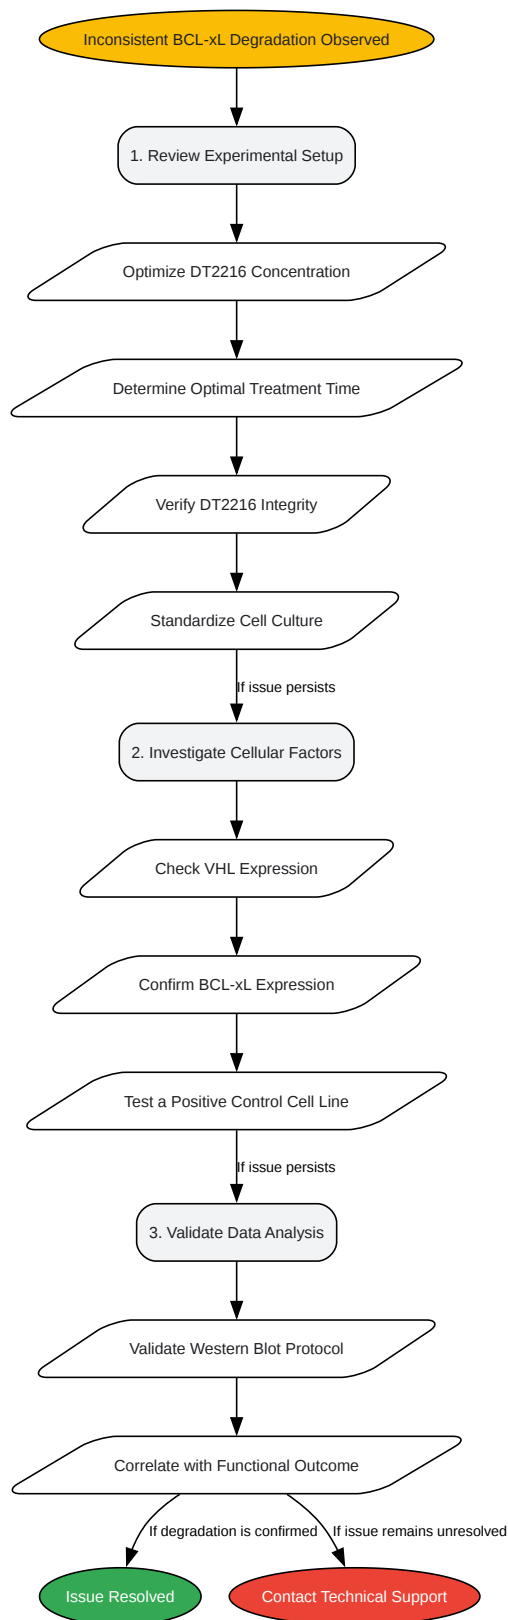 Inconsistent BCL-xL Degradation Observed
1. Review Experimental Setup
Optimize DT2216 Concentration
Determine Optimal Treatment Time
Verify DT2216 Integrity
Standardize Cell Culture
If issue persists
2. Investigate Cellular Factors
Check VHL Expression
Confirm BCL-xL Expression
Test a Positive Control Cell Line
If issue persists
3. Validate Data Analysis
Validate Western Blot Protocol
Correlate with Functional Outcome
If degradation is confirmed
If issue remains unresolved
Issue Resolved
Contact Technical Support